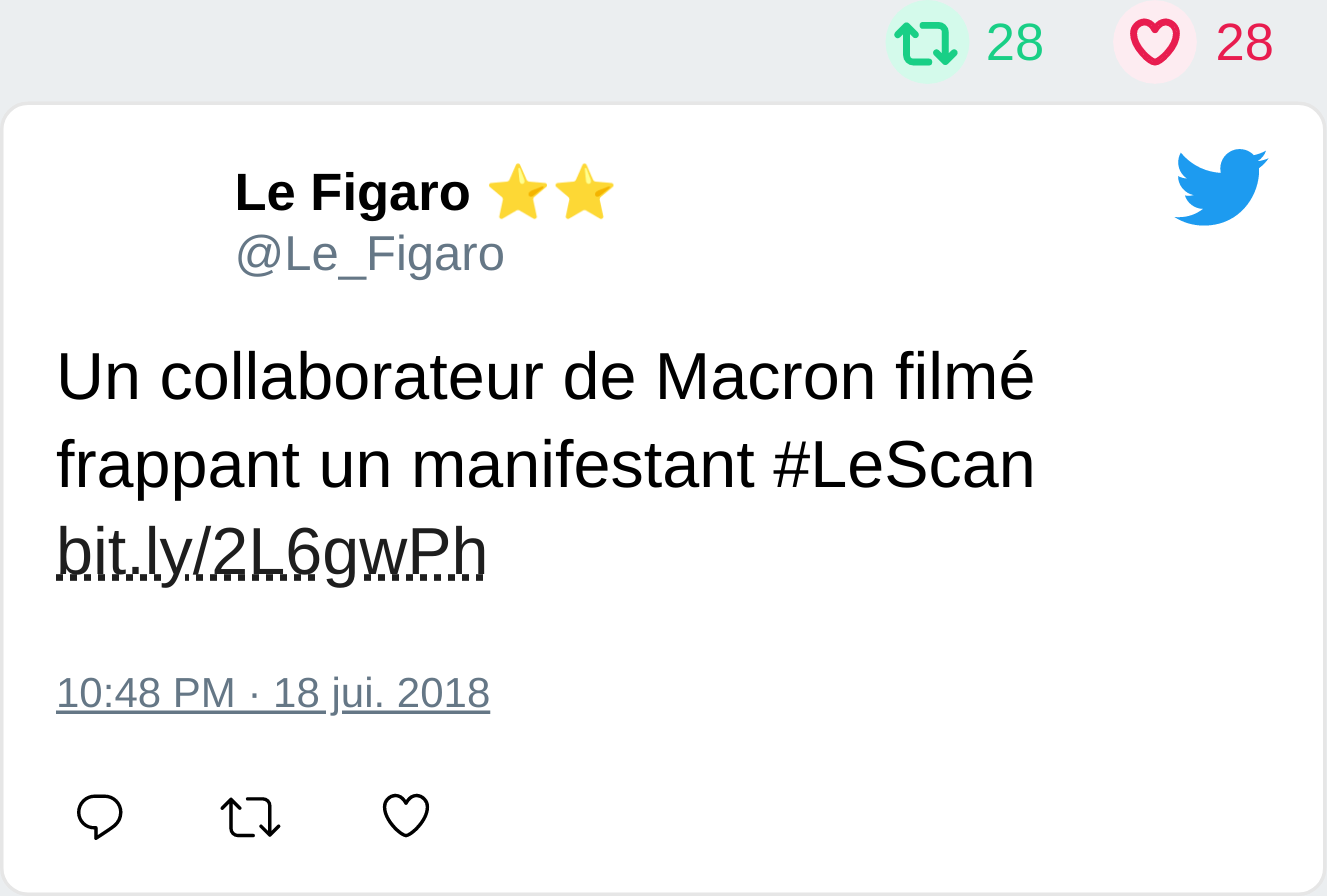 28 28
Le Figaro ⭐⭐
@Le_Figaro
Un collaborateur de Macron filmé
frappant un manifestant #LeScan
bit.ly/2L6gwPh
10:48 PM · 18 jui. 2018